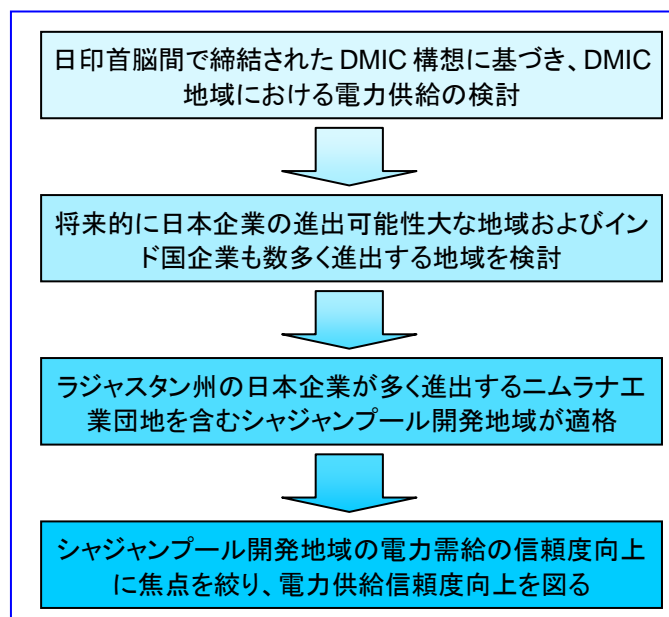 日印首脳間で締結された DMIC 構想に基づき、DMIC
地域における電力供給の検討
将来的に日本企業の進出可能性大な地域およびイン
ド国企業も数多く進出する地域を検討
ラジャスタン州の日本企業が多く進出するニムラナ工
業団地を含むシャジャンプール開発地域が適格
シャジャンプール開発地域の電力需給の信頼度向上
に焦点を絞り、電力供給信頼度向上を図る